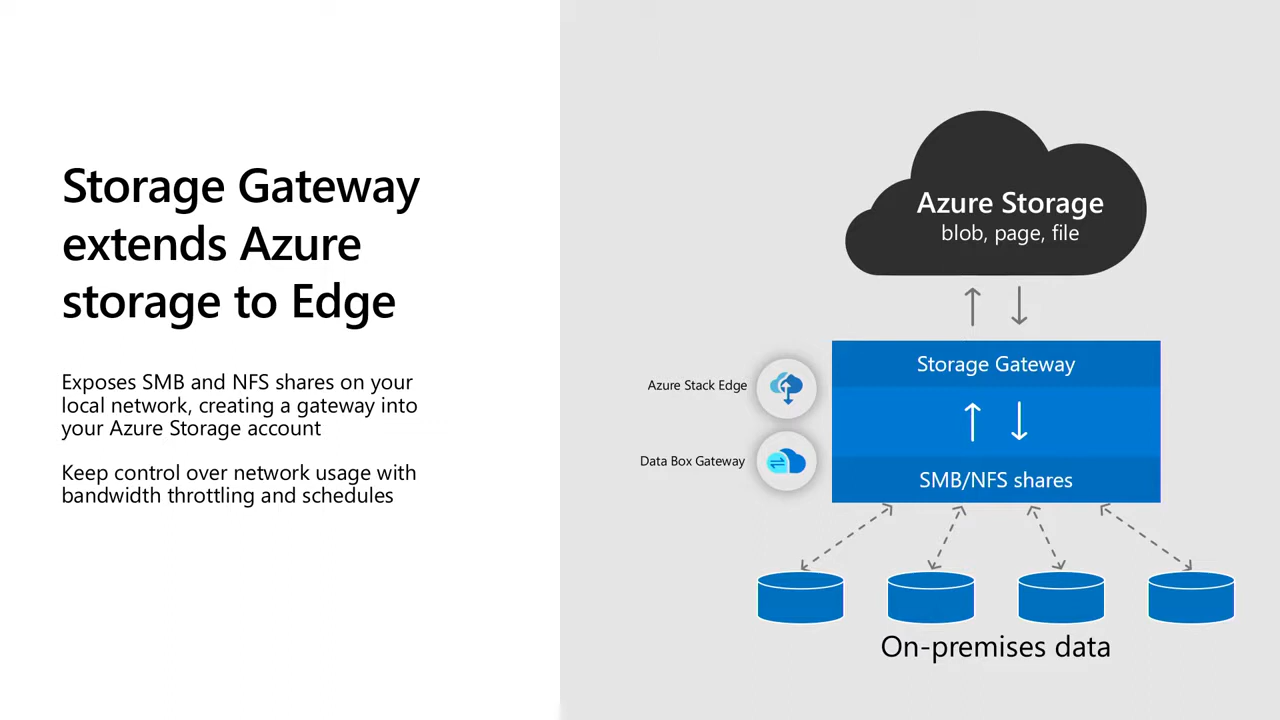 Storage Gateway
extends Azure
storage to Edge
Exposes SMB and NFS shares on your
local network, creating a gateway into
your Azure Storage account
Keep control over network usage with
bandwidth throttling and schedules
Azure Storage
blob, page, file
Storage Gateway
Azure Stack Edge
Data Box Gateway
SMB/NFS shares
On-premises data